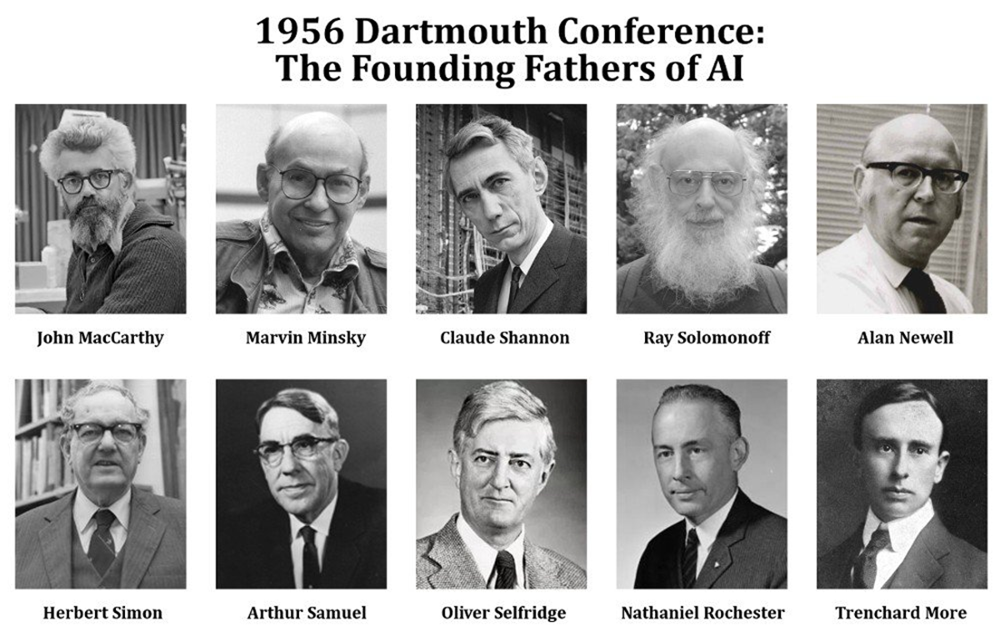 1956 Dartmouth Conference:
The Founding Fathers of AI
John MacCarthy
Marvin Minsky
Claude Shannon
Ray Solomonoff
Alan Newell
Herbert Simon
Arthur Samuel
Oliver Selfridge
Nathaniel Rochester
Trenchard More